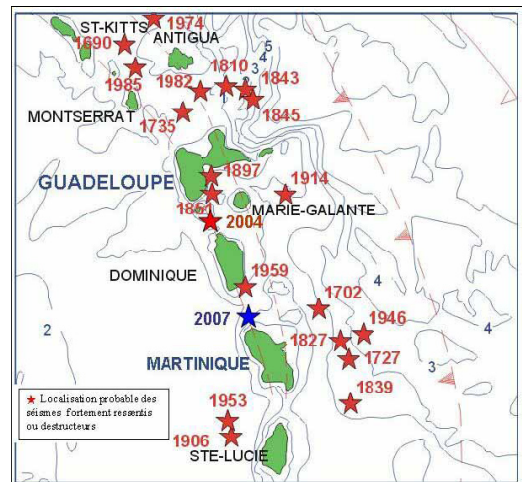 1974
ST-KITTS
1690
ANTIGUA
1810
5
4
3
1985
1982
1843
1
1845
MONTSERRAT
1735
GUADELOUPE
1897
1914
1851
MARIE-GALANTE
2004
DOMINIQUE
1959
4
1702
2007
1946
4
2
1827
MARTINIQUE
1727
3
1839
Localisation probable des
séismes fortement ressentis
ou destructeurs
1953
1906
STE-LUCIE